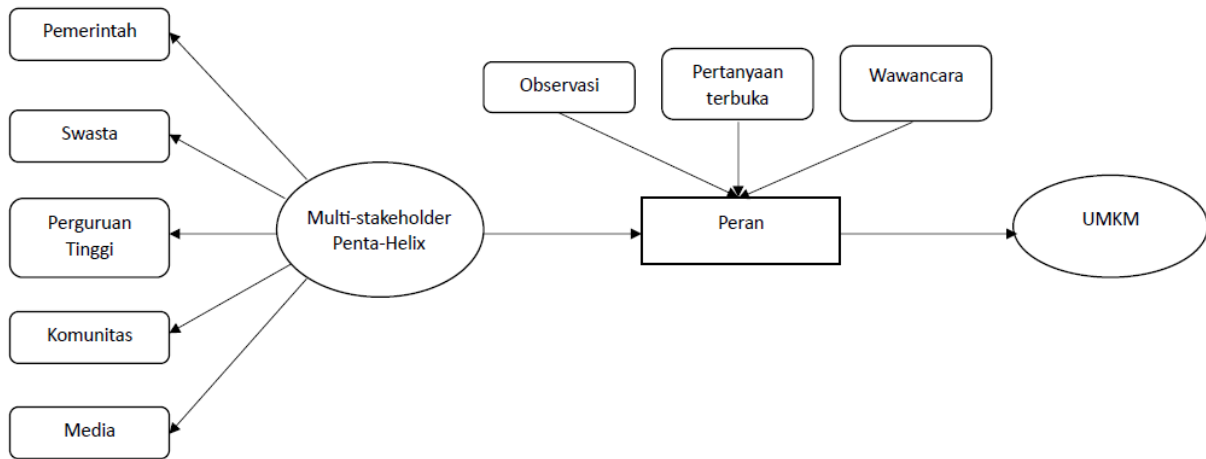 Pemerintah
Swasta
Perguruan
Tinggi
Komunitas
Media
Multi-stakeholder
Penta-Helix
Observasi
Pertanyaan
terbuka
Wawancara
Peran
UMKM